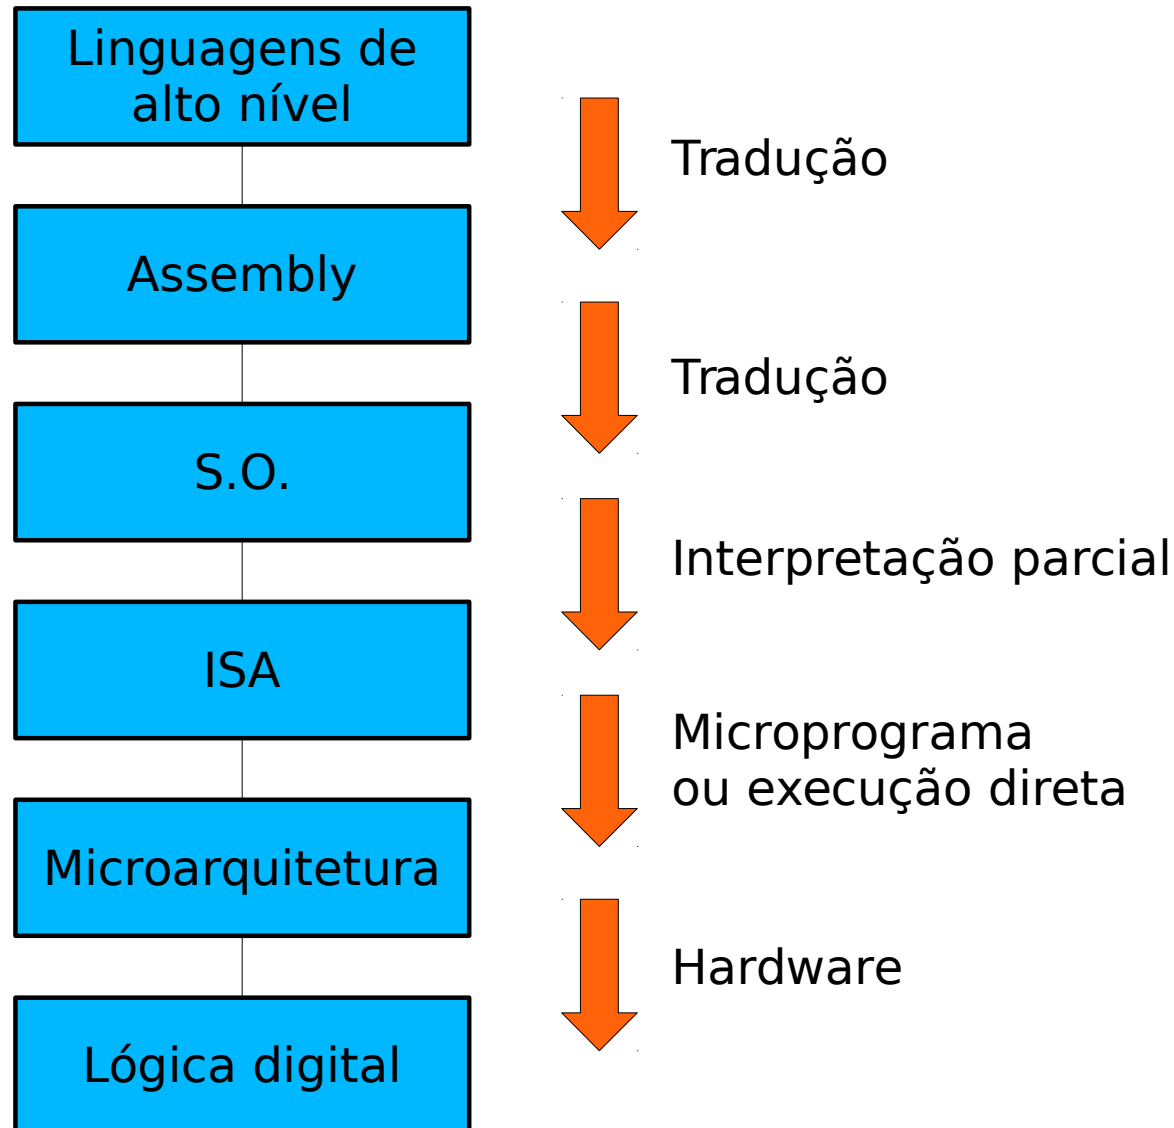 Linguagens de
alto nível
Tradução
Assembly
Tradução
S.O.
Interpretação parcial
ISA
Microprograma
ou execução direta
Microarquitetura
Hardware
Lógica digital